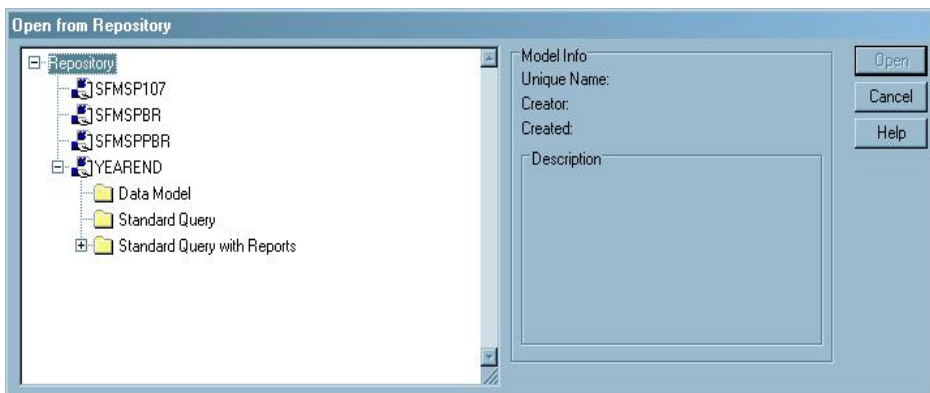 Open from Repository
Repository
SFMSP107
SFMSPBR
SFMSPPBR
YEAREND
Data Model
Standard Query
Standard Query with Reports
Model Info
Unique Name:
Creator:
Created:
Description
Open
Cancel
Help